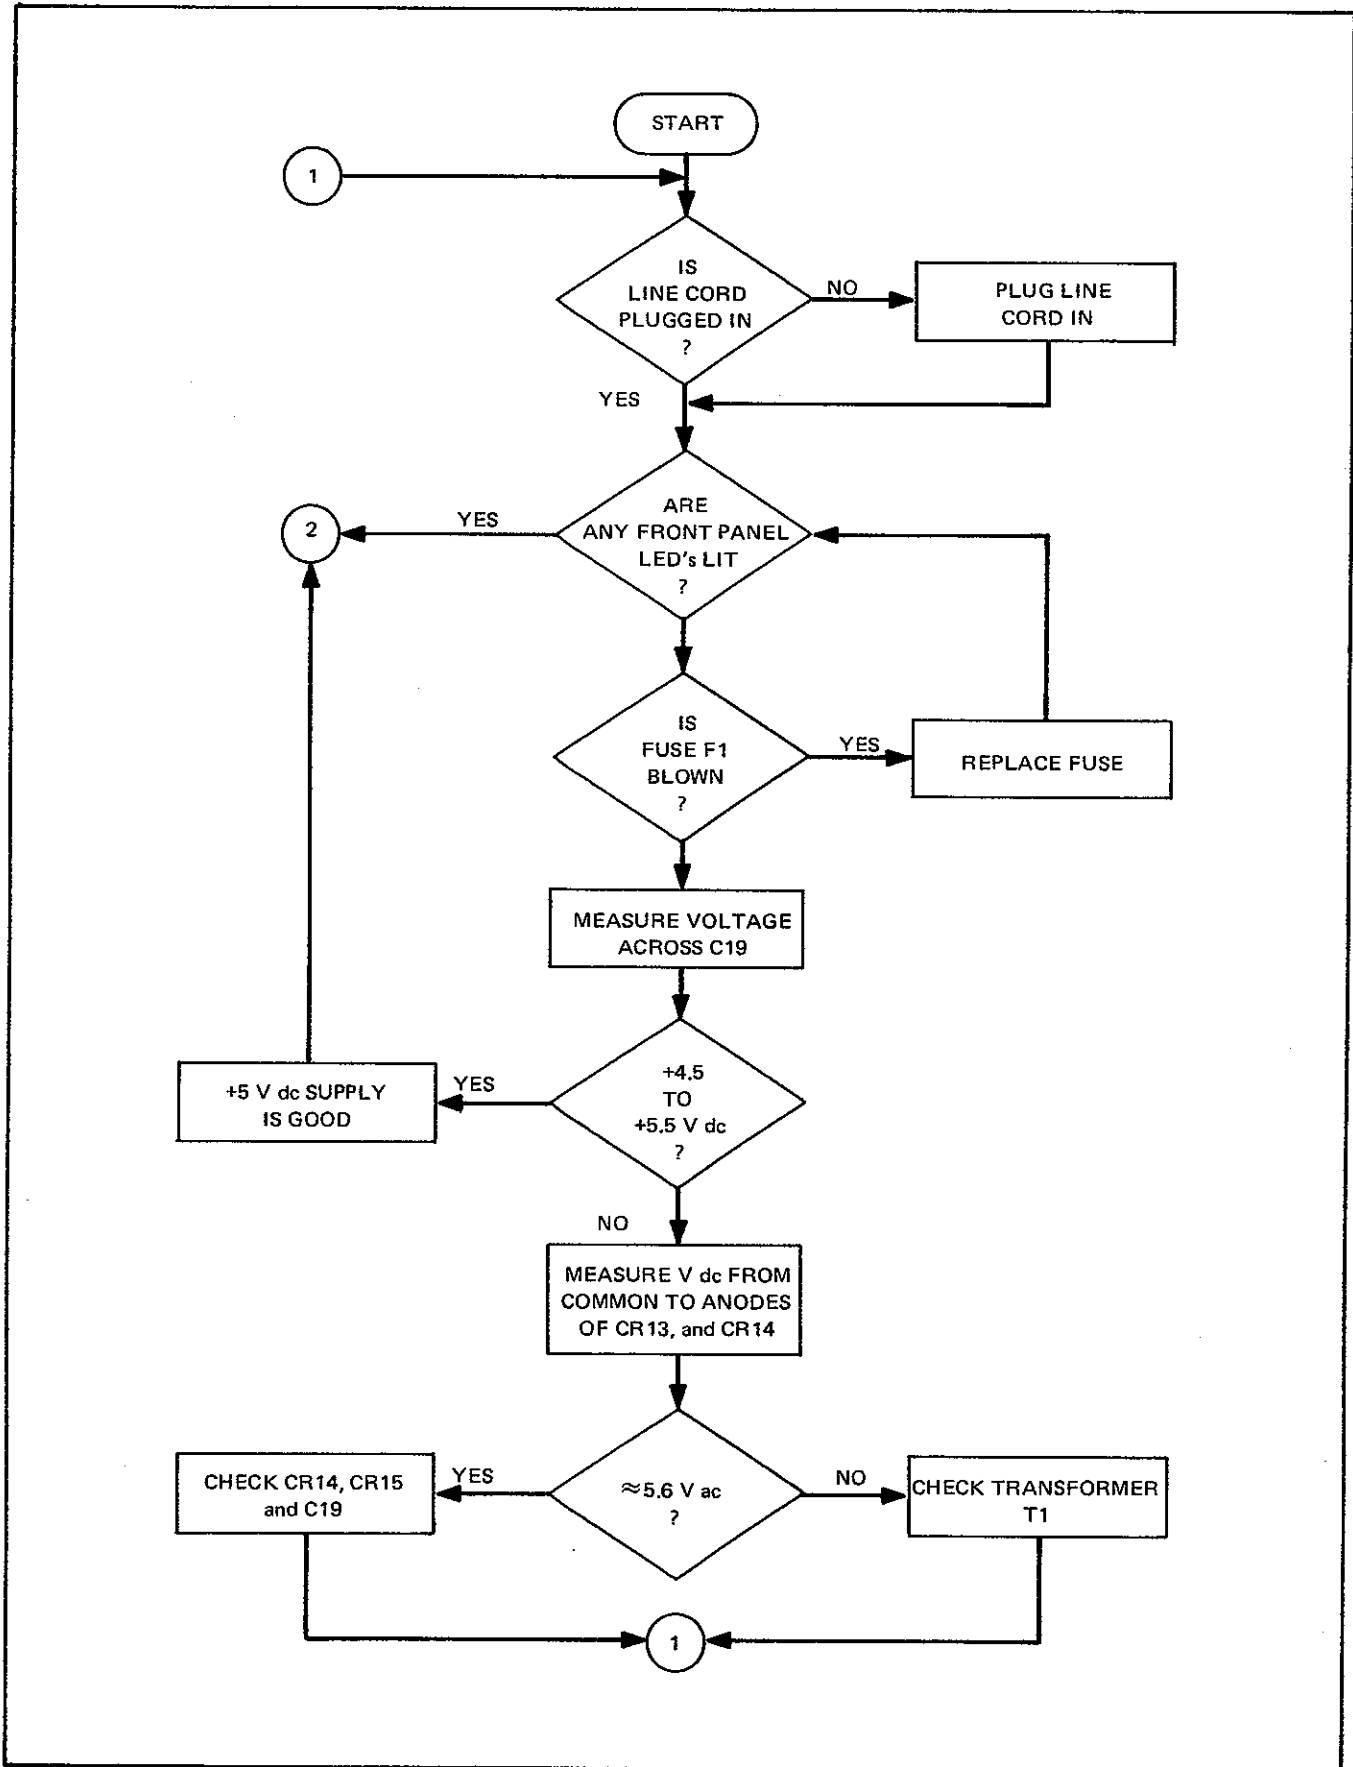 START
1
IS
LINE CORD
PLUGGED IN
?
NO
PLUG LINE
CORD IN
YES
ARE
ANY FRONT PANEL
LED's LIT
?
YES
2
IS
FUSE F1
BLOWN
?
YES
REPLACE FUSE
MEASURE VOLTAGE
ACROSS C19
+4.5
TO
+5.5 V dc
?
YES
+5 V dc SUPPLY
IS GOOD
NO
MEASURE V dc FROM
COMMON TO ANODES
OF CR13, and CR14
≈5.6 V ac
?
YES
CHECK CR14, CR15
and C19
NO
CHECK TRANSFORMER
T1
1